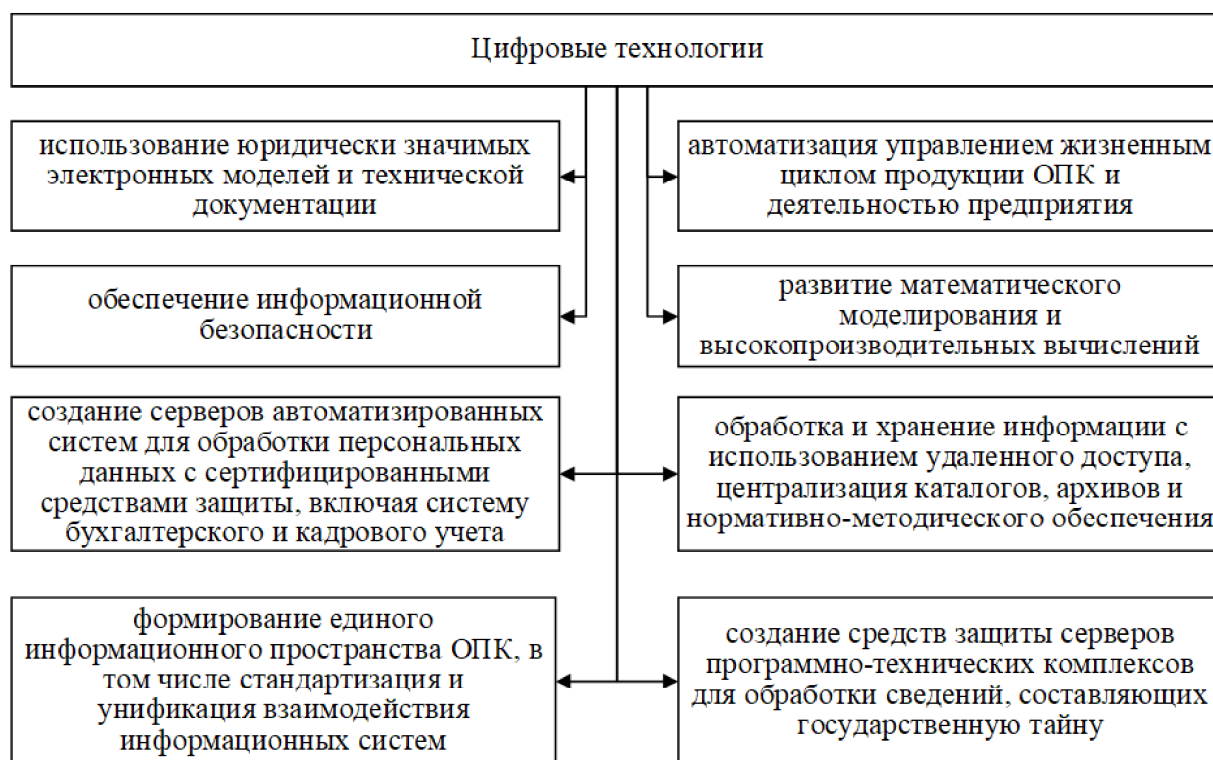 Цифровые технологии
использование юридически значимых
электронных моделей и технической
документации
автоматизация управлением жизненным
циклом продукции ОПК и
деятельностью предприятия
обеспечение информационной
безопасности
развитие математического
моделирования и
высокопроизводительных вычислений
создание серверов автоматизированных
систем для обработки персональных
данных с сертифицированными
средствами защиты, включая систему
бухгалтерского и кадрового учета
обработка и хранение информации с
использованием удаленного доступа,
централизация каталогов, архивов и
нормативно-методического обеспечения
формирование единого
информационного пространства ОПК, в
том числе стандартизация и
унификация взаимодействия
информационных систем
создание средств защиты серверов
программно-технических комплексов
для обработки сведений, составляющих
государственную тайну